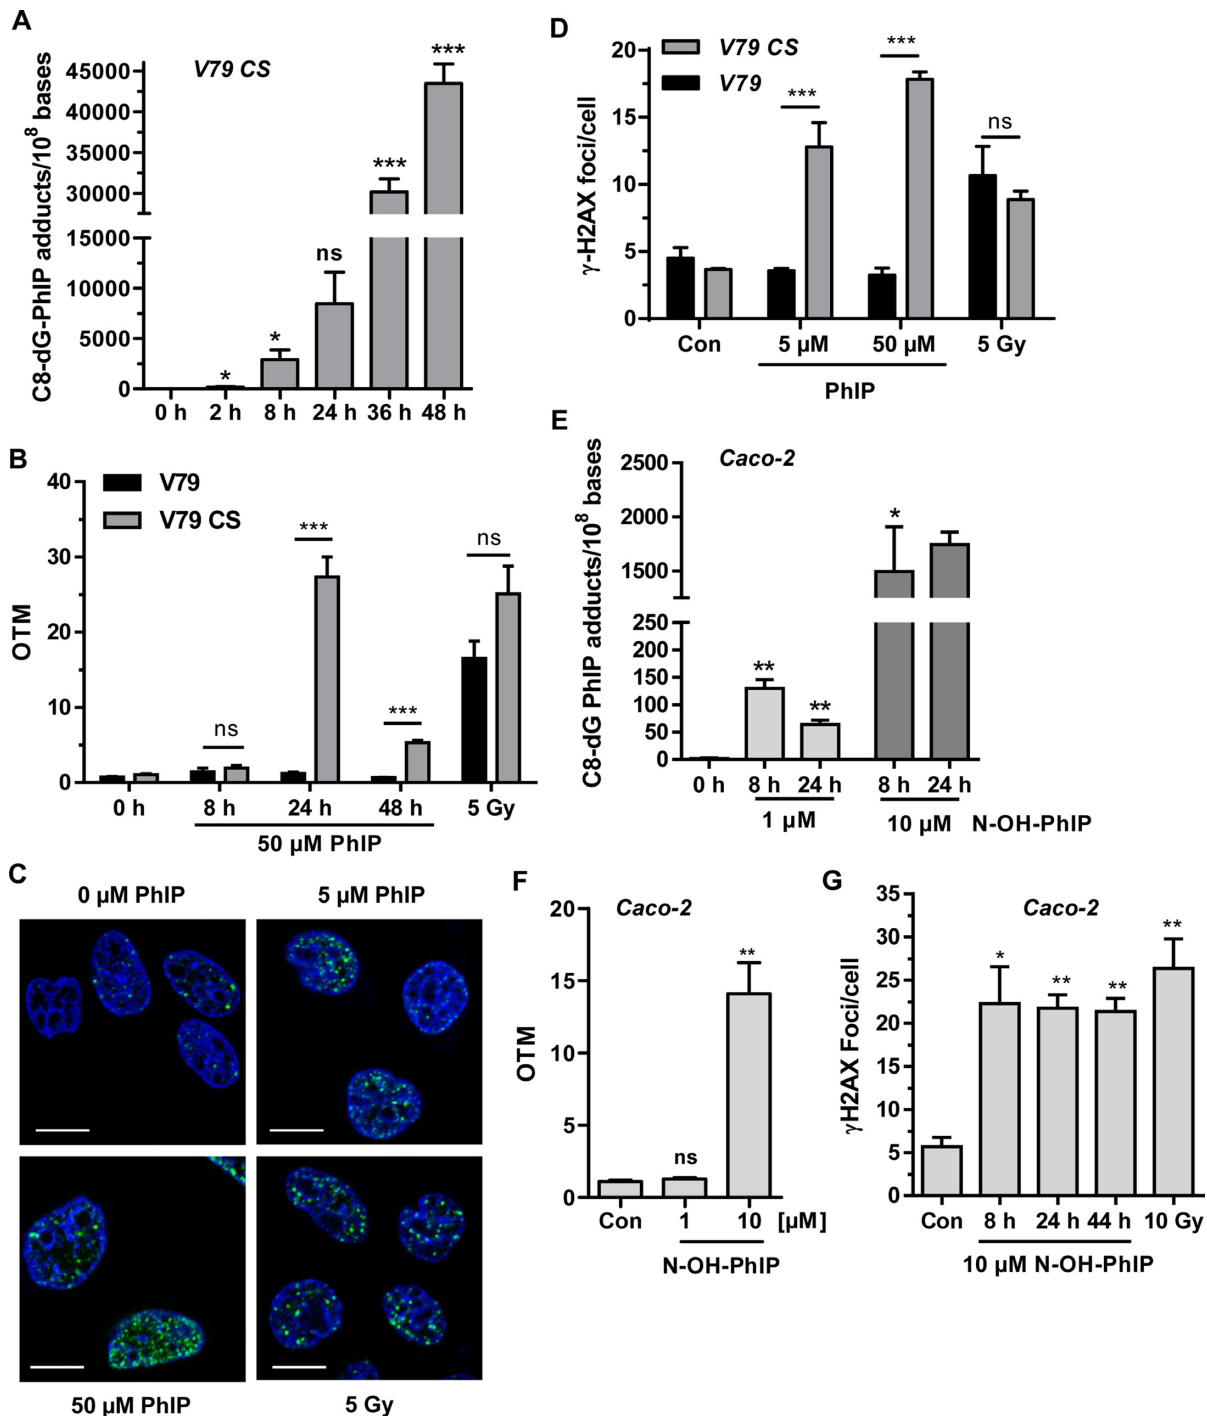 A
V79 CS
C8-dG-PhIP adducts/10⁸ bases
45000
40000
35000
30000
15000
10000
5000
0
*
*
ns
***
***
0 h 2 h 8 h 24 h 36 h 48 h
B
V79
V79 CS
OTM
40
30
20
10
0
ns
***
***
ns
0 h 8 h 24 h 48 h 5 Gy
50 µM PhIP
C
0 µM PhIP 5 µM PhIP
50 µM PhIP 5 Gy
D
V79 CS
V79
γ-H2AX foci/cell
20
15
10
5
0
***
***
ns
Con 5 µM 50 µM 5 Gy
PhIP
E
Caco-2
C8-dG PhIP adducts/10⁸ bases
2500
2000
1500
250
200
150
100
50
0
**
**
*
0 h 8 h 24 h 8 h 24 h
1 µM 10 µM N-OH-PhIP
F
Caco-2
OTM
20
15
10
5
0
ns
**
Con 1 10 [µM]
N-OH-PhIP
G
Caco-2
γH2AX Foci/cell
35
30
25
20
15
10
5
0
*
**
**
**
Con 8 h 24 h 44 h 10 Gy
10 µM N-OH-PhIP